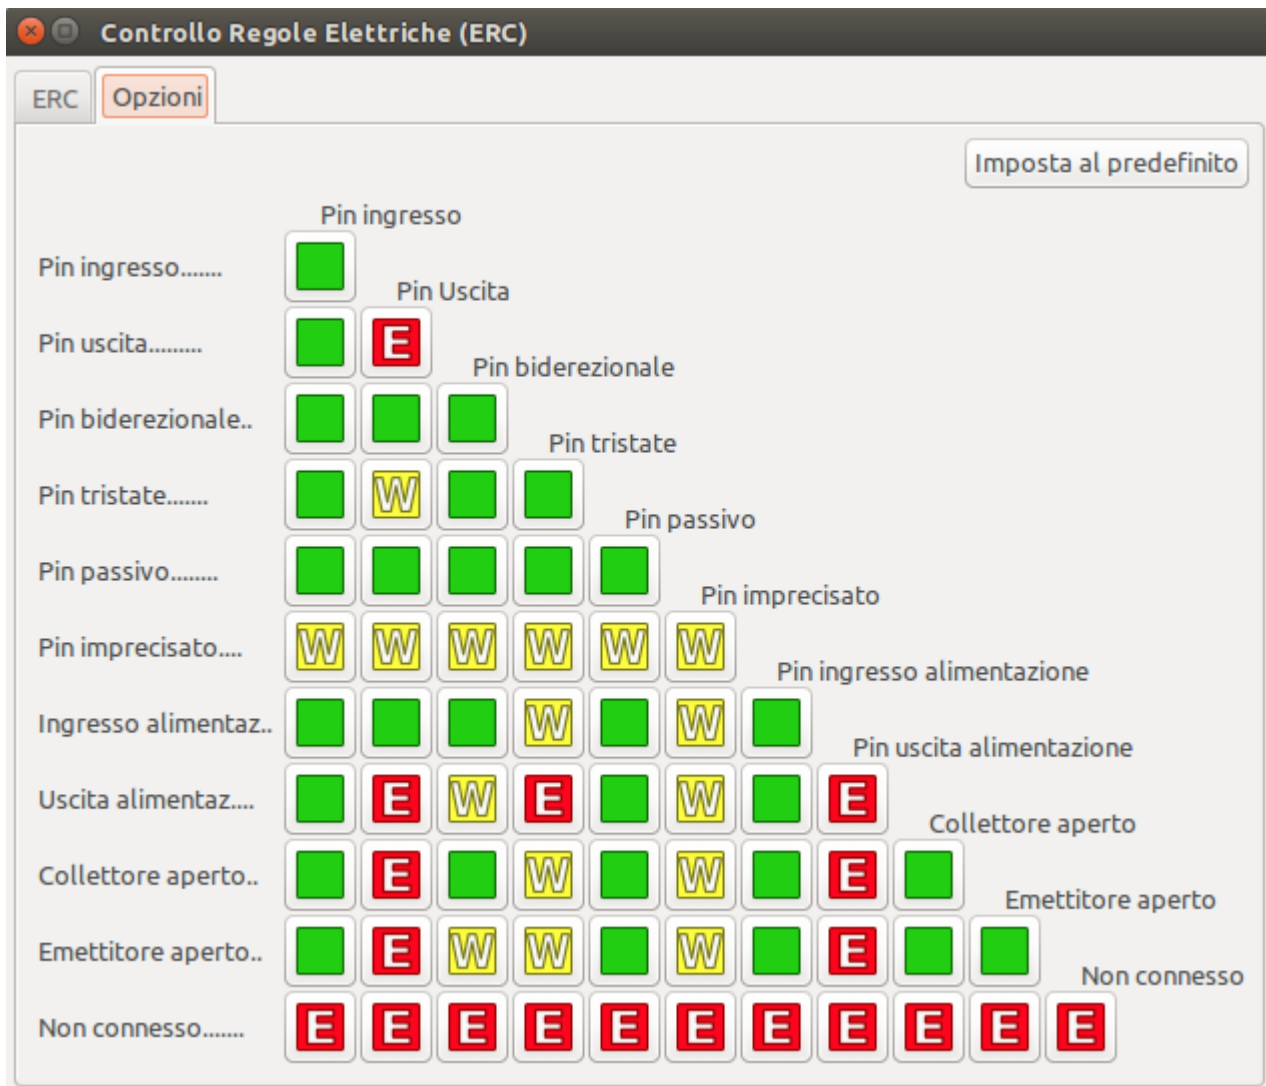 Controllo Regole Elettriche (ERC)
ERC Opzioni
Imposta al predefinito
Pin ingresso
Pin ingresso.......
Pin Uscita
Pin uscita......... E
Pin biderezionale
Pin biderezionale..
Pin tristate
Pin tristate....... W
Pin passivo
Pin passivo........
Pin imprecisato
Pin imprecisato.... W W W W W W
Pin ingresso alimentazione
Ingresso alimentaz.. W W
Pin uscita alimentazione
Uscita alimentaz.... E W E W E
Collettore aperto
Collettore aperto.. E W W E
Emettitore aperto
Emettitore aperto.. E W W W E
Non connesso
Non connesso....... E E E E E E E E E E E